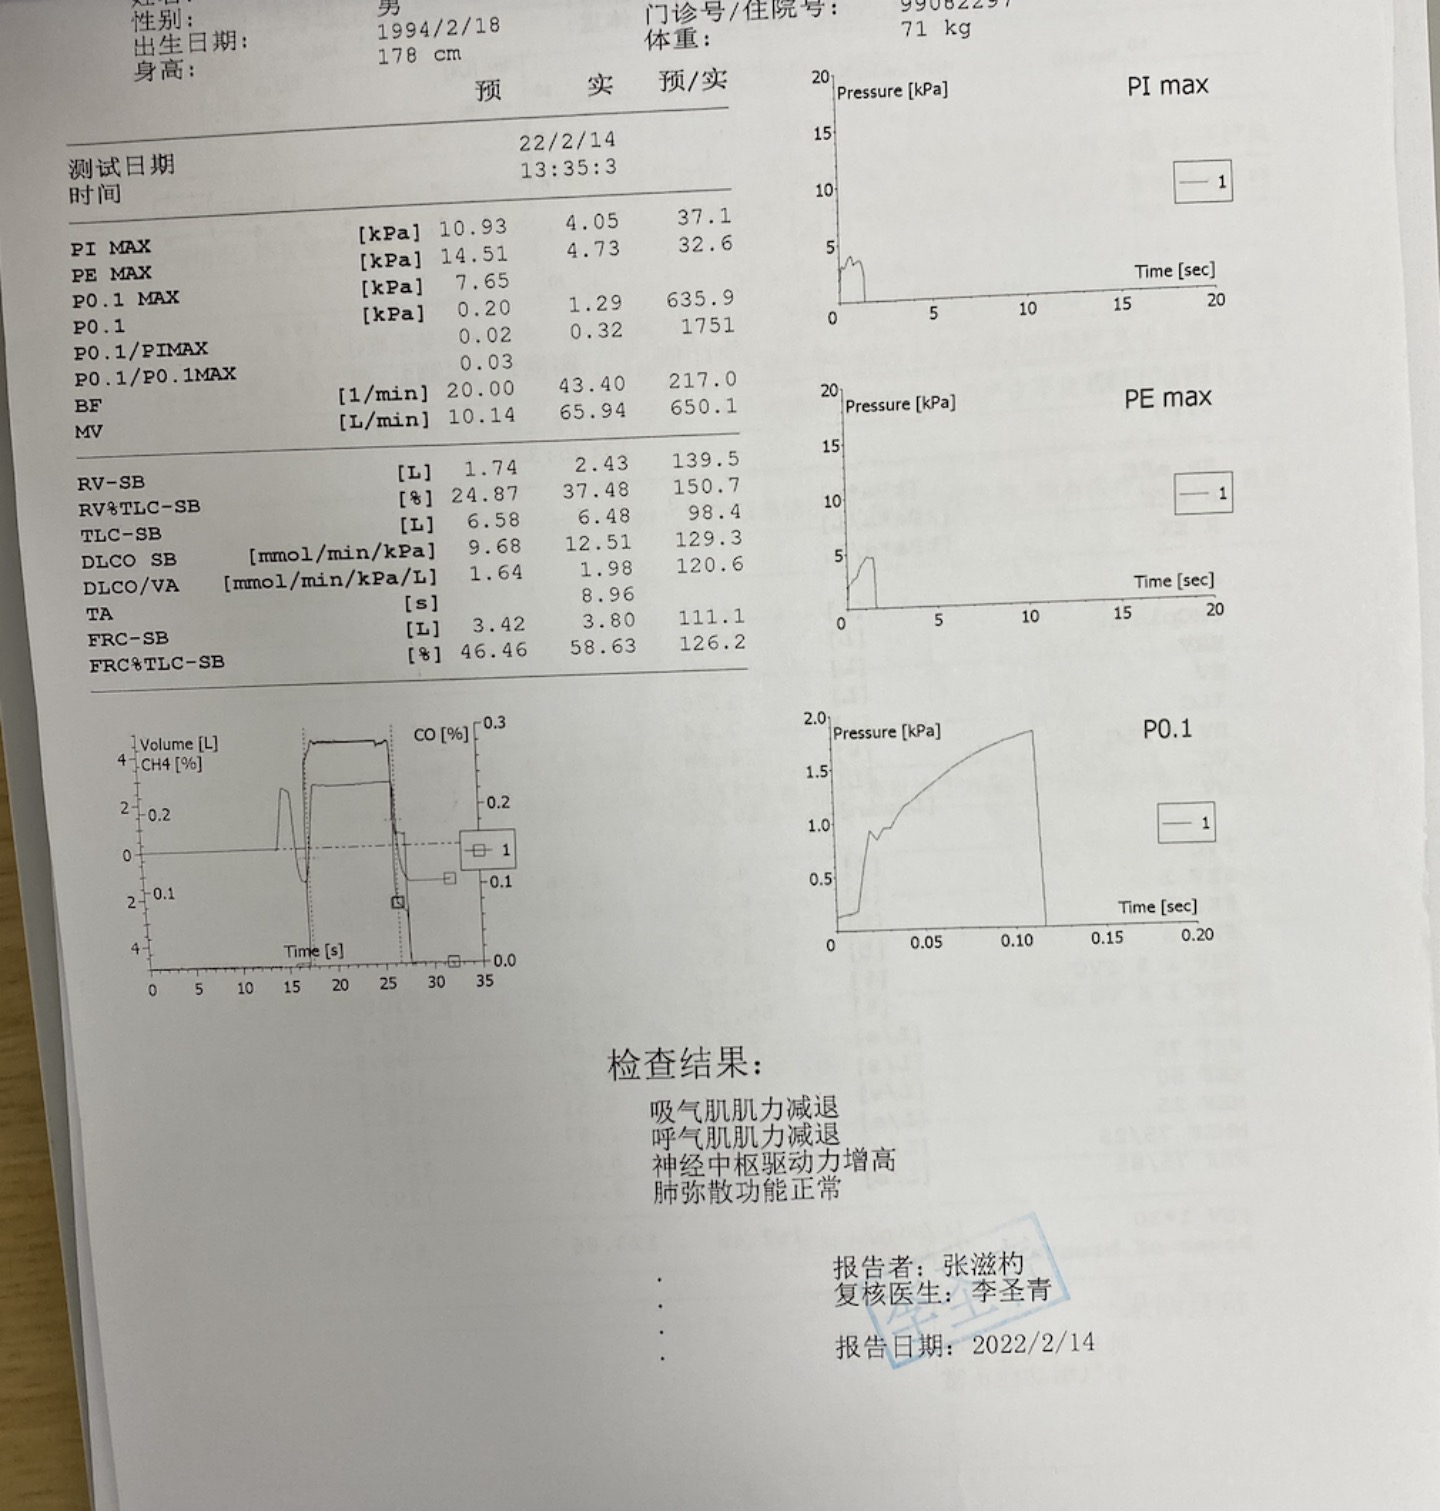 性别： 男 门诊号/住院号：
出生日期： 1994/2/18 体重： 71 kg
身高： 178 cm
预 实 预/实
测试日期 22/2/14
时间 13:35:3
PI MAX [kPa] 10.93 4.05 37.1
PE MAX [kPa] 14.51 4.73 32.6
P0.1 MAX [kPa] 7.65
P0.1 [kPa] 0.20 1.29 635.9
P0.1/PIMAX 0.02 0.32 1751
P0.1/P0.1MAX 0.03
BF [1/min] 20.00 43.40 217.0
MV [L/min] 10.14 65.94 650.1
RV-SB [L] 1.74 2.43 139.5
RV%TLC-SB [%] 24.87 37.48 150.7
TLC-SB [L] 6.58 6.48 98.4
DLCO SB [mmol/min/kPa] 9.68 12.51 129.3
DLCO/VA [mmol/min/kPa/L] 1.64 1.98 120.6
TA [s] 8.96
FRC-SB [L] 3.42 3.80 111.1
FRC%TLC-SB [%] 46.46 58.63 126.2
20 Pressure [kPa] PI max
15
1
10
5
Time [sec]
0 5 10 15 20
20 Pressure [kPa] PE max
15
1
10
5
Time [sec]
0 5 10 15 20
Volume [L] CO [%] 0.3
4 CH4 [%]
2 0.2 0.2
0 1
2 0.1 0.1
4 Time [s] 0.0
0 5 10 15 20 25 30 35
2.0 Pressure [kPa] P0.1
1.5
1.0 1
0.5
Time [sec]
0 0.05 0.10 0.15 0.20
检查结果：
吸气肌肌力减退
呼气肌肌力减退
神经中枢驱动力增高
肺弥散功能正常
报告者：张滋杓
复核医生：李圣青
报告日期：2022/2/14